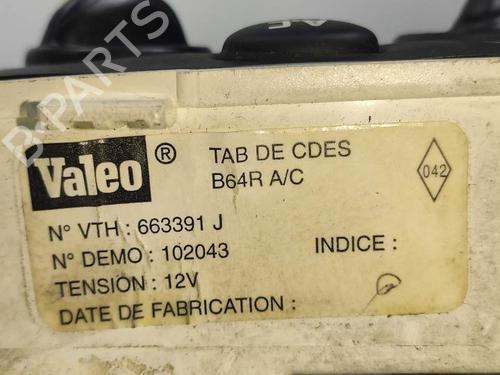 A/C
B-PARTS
Valeo ® TAB DE CDES
B64R A/C
042
N° VTH : 663391 J
N° DEMO : 102043 INDICE :
TENSION : 12V
DATE DE FABRICATION :